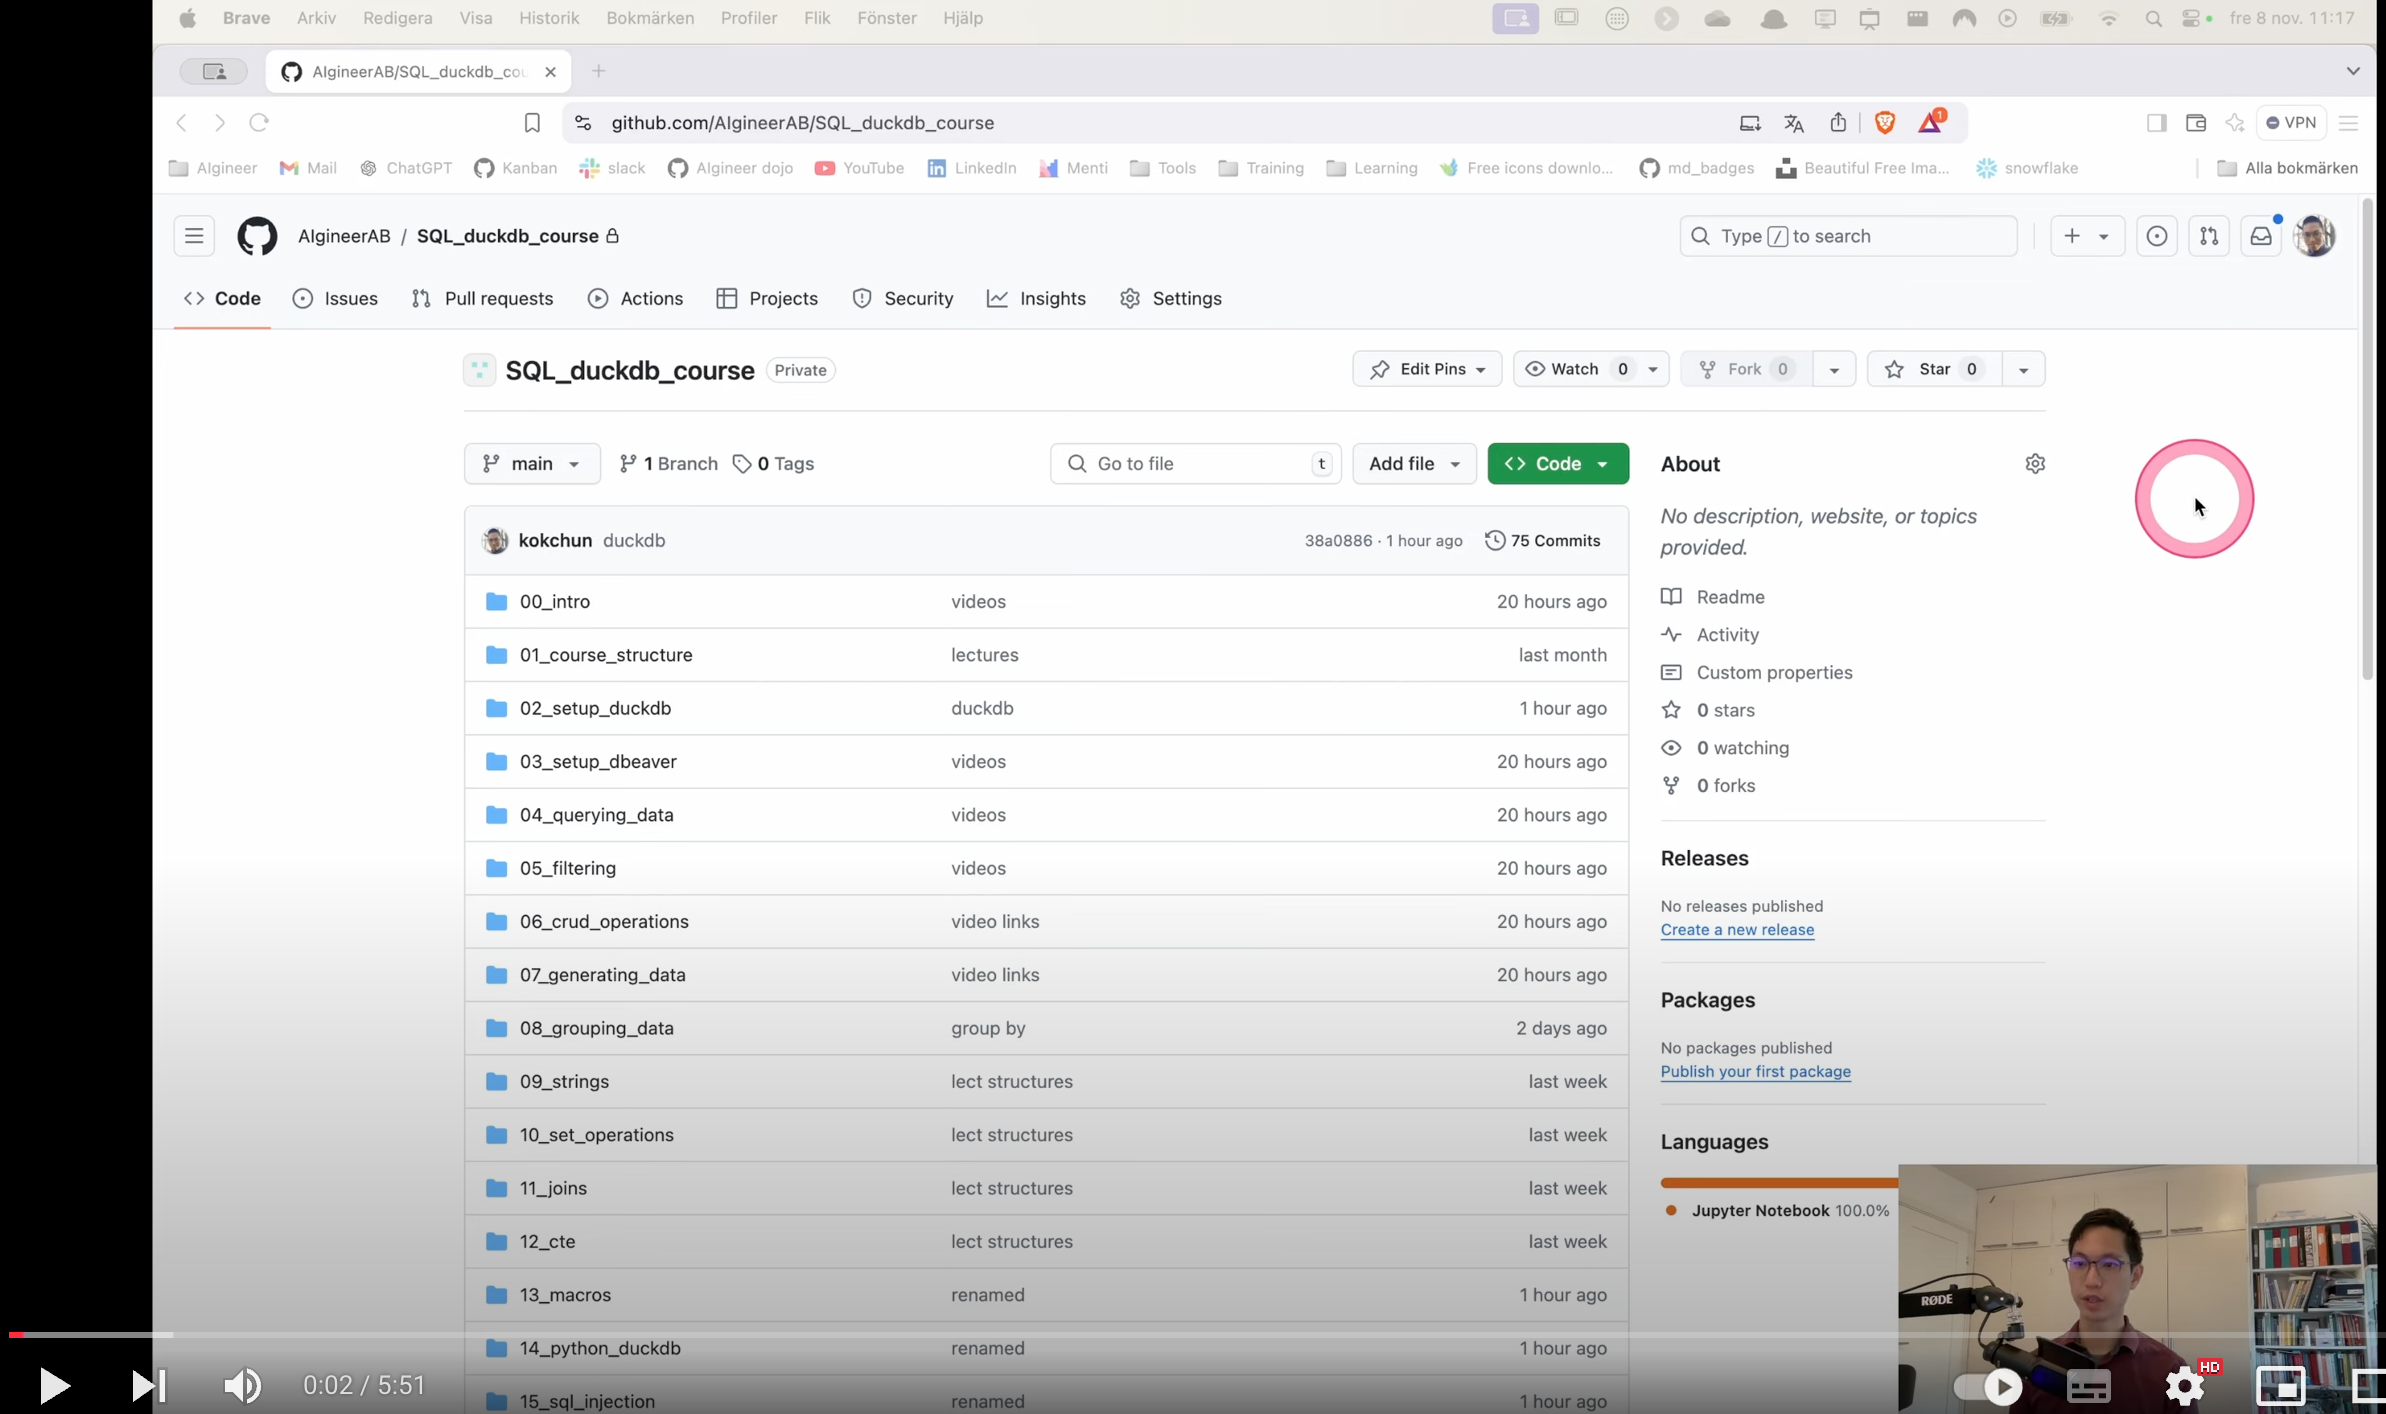 Brave Arkiv Redigera Visa Historik Bokmärken Profiler Flik Fönster Hjälp fre 8 nov. 11:17
AIgineerAB/SQL_duckdb_cou
github.com/AIgineerAB/SQL_duckdb_course 1 VPN
AIgineer Mail ChatGPT Kanban slack AIgineer dojo YouTube LinkedIn Menti Tools Training Learning Free icons downlo... md_badges Beautiful Free Ima... snowflake Alla bokmärken
AIgineerAB / SQL_duckdb_course Type / to search
Code Issues Pull requests Actions Projects Security Insights Settings
SQL_duckdb_course Private Edit Pins Watch 0 Fork 0 Star 0
main 1 Branch 0 Tags Go to file t Add file Code
kokchun duckdb 38a0886 · 1 hour ago 75 Commits
00_intro videos 20 hours ago
01_course_structure lectures last month
02_setup_duckdb duckdb 1 hour ago
03_setup_dbeaver videos 20 hours ago
04_querying_data videos 20 hours ago
05_filtering videos 20 hours ago
06_crud_operations video links 20 hours ago
07_generating_data video links 20 hours ago
08_grouping_data group by 2 days ago
09_strings lect structures last week
10_set_operations lect structures last week
11_joins lect structures last week
12_cte lect structures last week
13_macros renamed 1 hour ago
14_python_duckdb renamed 1 hour ago
15_sql_injection renamed 1 hour ago
About
No description, website, or topics
provided.
Readme
Activity
Custom properties
0 stars
0 watching
0 forks
Releases
No releases published
Create a new release
Packages
No packages published
Publish your first package
Languages
Jupyter Notebook 100.0%
RØDE
0:02 / 5:51
HD